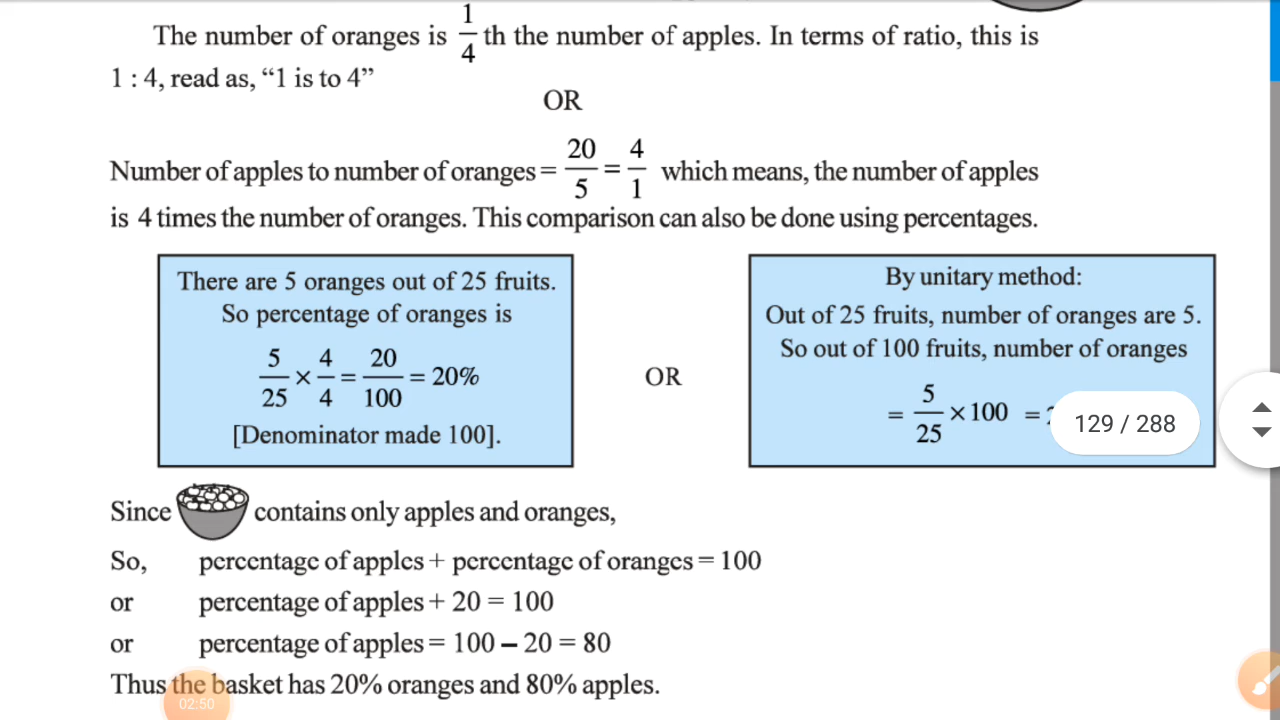 The number of oranges is 1/4 th the number of apples. In terms of ratio, this is
1 : 4, read as, “1 is to 4”
OR
Number of apples to number of oranges = 20/5 = 4/1 which means, the number of apples
is 4 times the number of oranges. This comparison can also be done using percentages.
There are 5 oranges out of 25 fruits.
So percentage of oranges is
5/25 × 4/4 = 20/100 = 20%
[Denominator made 100].
OR
By unitary method:
Out of 25 fruits, number of oranges are 5.
So out of 100 fruits, number of oranges
= 5/25 × 100 =
129 / 288
Since contains only apples and oranges,
So, percentage of apples + percentage of oranges = 100
or percentage of apples + 20 = 100
or percentage of apples = 100 – 20 = 80
Thus the basket has 20% oranges and 80% apples.
02:50